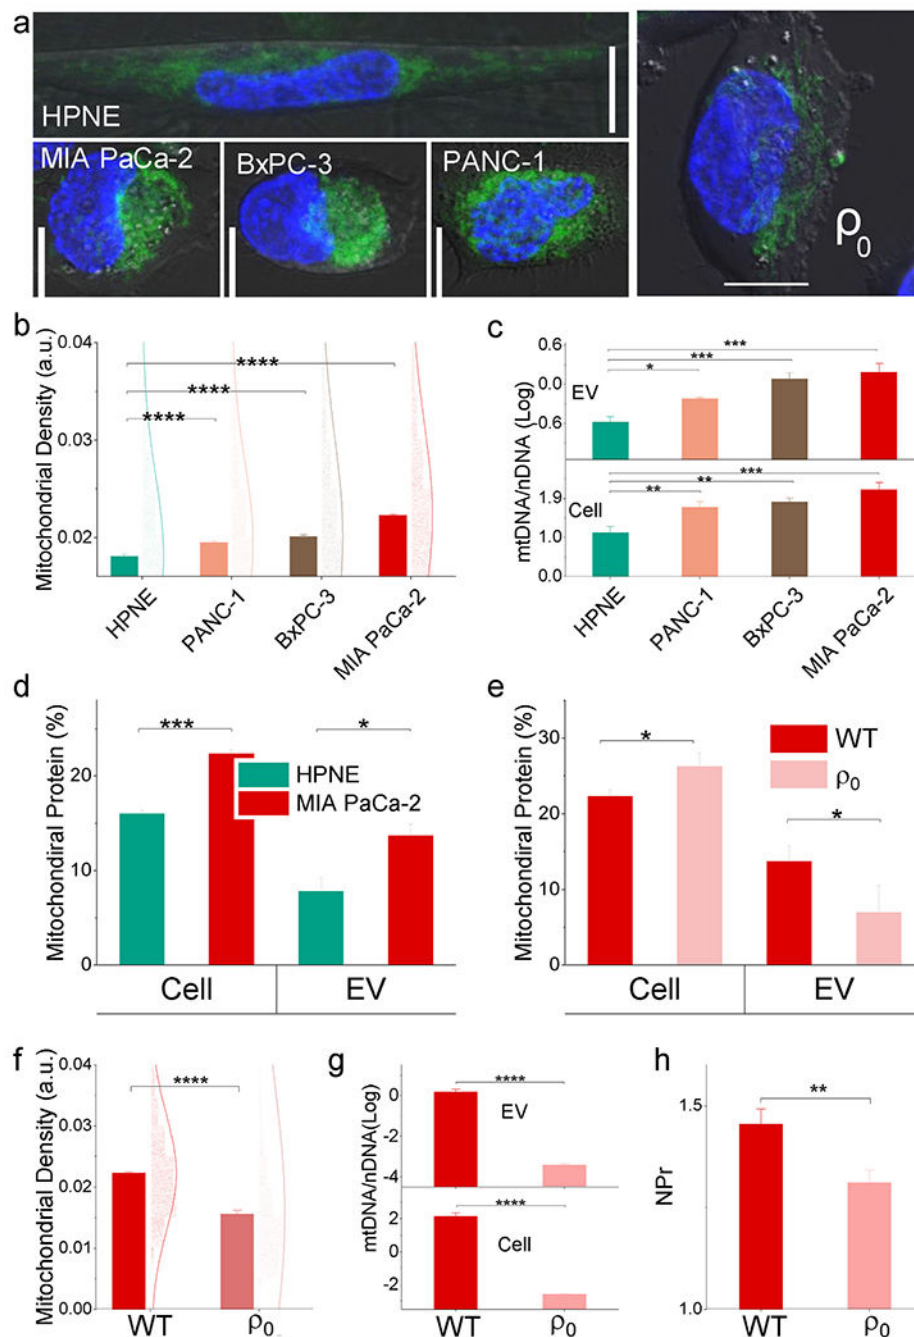 a
HPNE
MIA PaCa-2
BxPC-3
PANC-1
ρ0
b
Mitochondrial Density (a.u.)
0.04
0.03
0.02
****
****
****
HPNE
PANC-1
BxPC-3
MIA PaCa-2
c
mtDNA/nDNA (Log)
0.6
0.0
0.6
EV
***
***
*
1.9
1.0
0.0
Cell
***
**
**
HPNE
PANC-1
BxPC-3
MIA PaCa-2
d
Mitochondiral Protein (%)
20
10
0
***
*
HPNE
MIA PaCa-2
Cell
EV
e
Mitochondiral Protein (%)
30
20
10
0
*
*
WT
ρ0
Cell
EV
f
Mitochondrial Density (a.u.)
0.04
0.03
0.02
0.01
0.00
****
WT
ρ0
g
mtDNA/nDNA(Log)
0
-2
-4
****
EV
2
0
-2
****
Cell
WT
ρ0
h
NPr
1.5
1.0
**
WT
ρ0